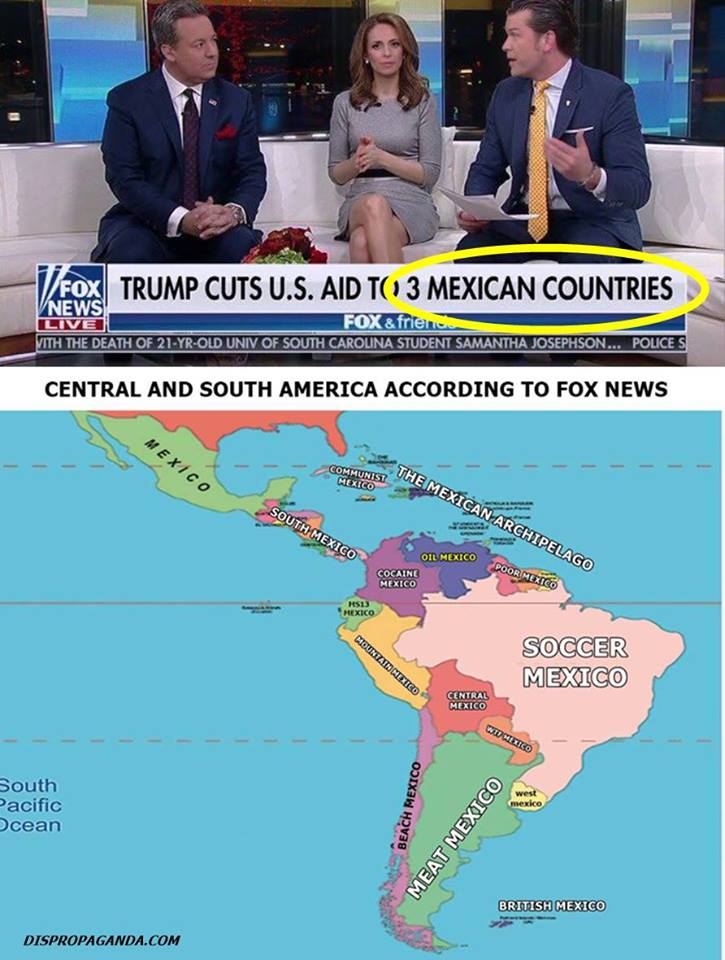 FOX
NEWS
LIVE
TRUMP CUTS U.S. AID TO 3 MEXICAN COUNTRIES
FOX & friends
WITH THE DEATH OF 21-YR-OLD UNIV OF SOUTH CAROLINA STUDENT SAMANTHA JOSEPHSON... POLICE S
CENTRAL AND SOUTH AMERICA ACCORDING TO FOX NEWS
MEXICO
COMMUNIST
MEXICO
THE MEXICAN ARCHIPELAGO
SOUTH MEXICO
OIL MEXICO
COCAINE
MEXICO
POOR MEXICO
MS13
MEXICO
SOCCER
MEXICO
MOUNTAIN MEXICO
CENTRAL
MEXICO
WTF MEXICO
South
Pacific
Ocean
BEACH MEXICO
MEAT MEXICO
west
mexico
BRITISH MEXICO
DISPROPAGANDA.COM